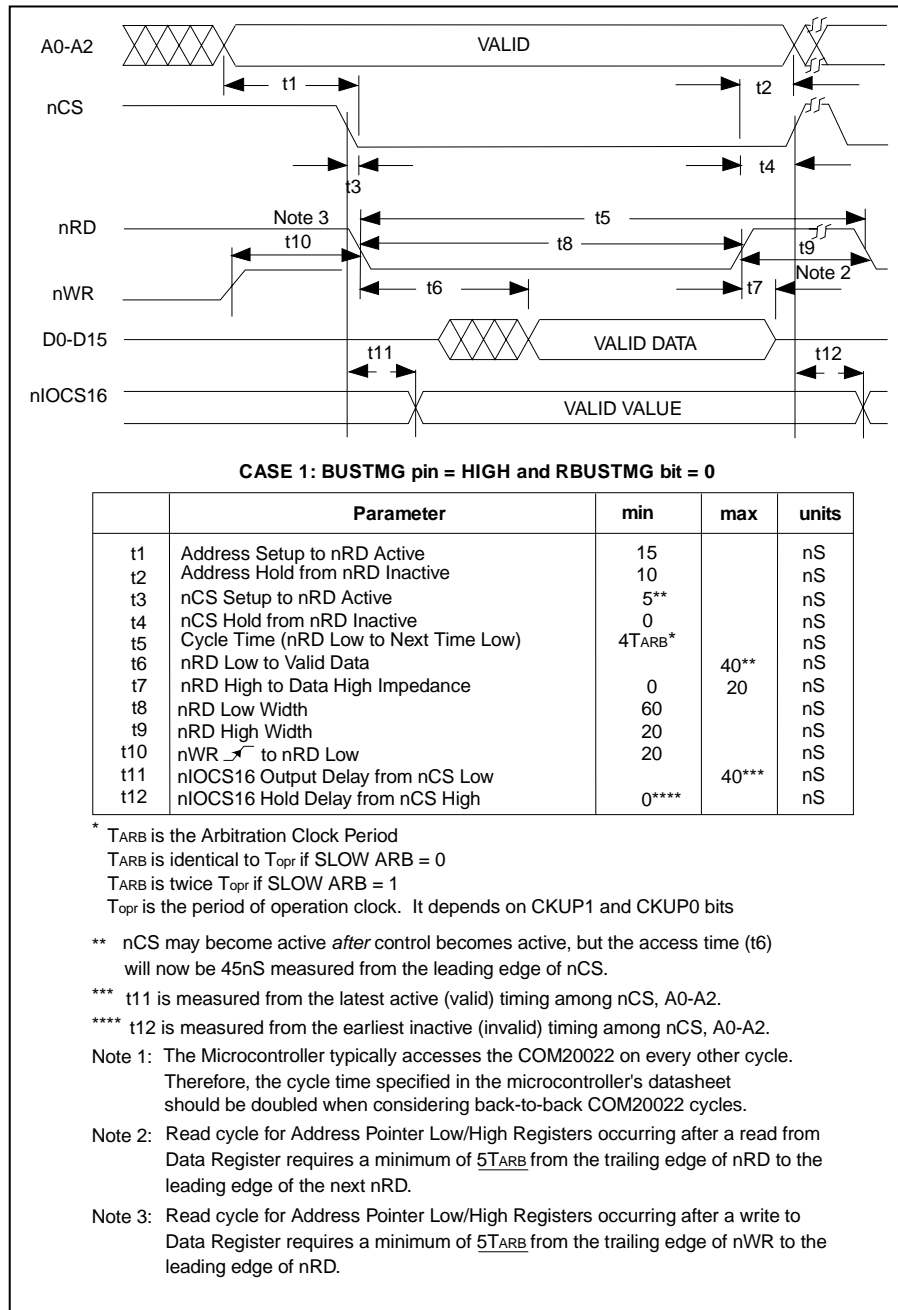 A0-A2
VALID
t1
t2
nCS
t3
t4
nRD
Note 3
t5
t10
t8
t9
nWR
t6
t7
Note 2
D0-D15
VALID DATA
t11
t12
nIOCS16
VALID VALUE
CASE 1: BUSTMG pin = HIGH and RBUSTMG bit = 0
Parameter min max units
t1 Address Setup to nRD Active 15 nS
t2 Address Hold from nRD Inactive 10 nS
t3 nCS Setup to nRD Active 5** nS
t4 nCS Hold from nRD Inactive 0 nS
t5 Cycle Time (nRD Low to Next Time Low) 4TARB* nS
t6 nRD Low to Valid Data 40** nS
t7 nRD High to Data High Impedance 0 20 nS
t8 nRD Low Width 60 nS
t9 nRD High Width 20 nS
t10 nWR to nRD Low 20 nS
t11 nIOCS16 Output Delay from nCS Low 40*** nS
t12 nIOCS16 Hold Delay from nCS High 0**** nS
* TARB is the Arbitration Clock Period
TARB is identical to Topr if SLOW ARB = 0
TARB is twice Topr if SLOW ARB = 1
Topr is the period of operation clock. It depends on CKUP1 and CKUP0 bits
** nCS may become active after control becomes active, but the access time (t6)
will now be 45nS measured from the leading edge of nCS.
*** t11 is measured from the latest active (valid) timing among nCS, A0-A2.
**** t12 is measured from the earliest inactive (invalid) timing among nCS, A0-A2.
Note 1: The Microcontroller typically accesses the COM20022 on every other cycle.
Therefore, the cycle time specified in the microcontroller's datasheet
should be doubled when considering back-to-back COM20022 cycles.
Note 2: Read cycle for Address Pointer Low/High Registers occurring after a read from
Data Register requires a minimum of 5TARB from the trailing edge of nRD to the
leading edge of the next nRD.
Note 3: Read cycle for Address Pointer Low/High Registers occurring after a write to
Data Register requires a minimum of 5TARB from the trailing edge of nWR to the
leading edge of nRD.